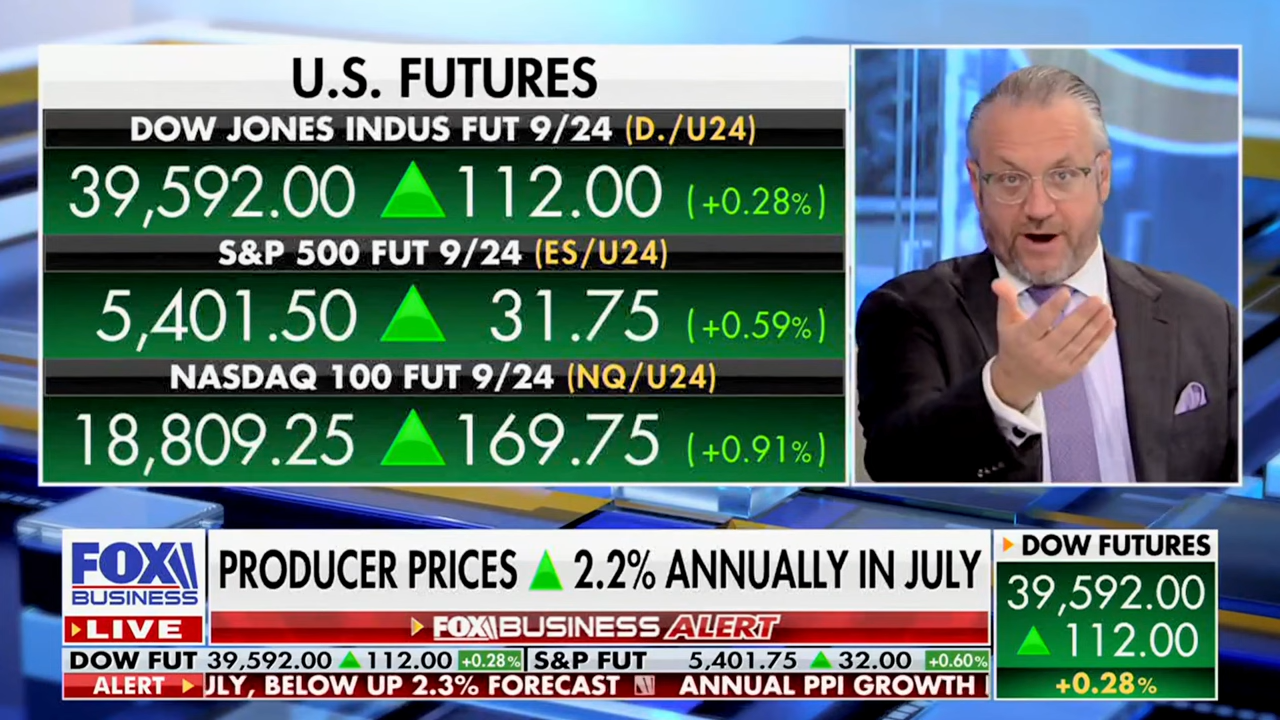 U.S. FUTURES
DOW JONES INDUS FUT 9/24 (D./U24)
39,592.00 ▲ 112.00 (+0.28%)
S&P 500 FUT 9/24 (ES/U24)
5,401.50 ▲ 31.75 (+0.59%)
NASDAQ 100 FUT 9/24 (NQ/U24)
18,809.25 ▲ 169.75 (+0.91%)
FOX BUSINESS
LIVE
PRODUCER PRICES ▲ 2.2% ANNUALLY IN JULY
FOX BUSINESS ALERT
DOW FUTURES
39,592.00
▲ 112.00
+0.28%
DOW FUT 39,592.00 ▲ 112.00 +0.28% S&P FUT 5,401.75 ▲ 32.00 +0.60%
ALERT JULY, BELOW UP 2.3% FORECAST ANNUAL PPI GROWTH